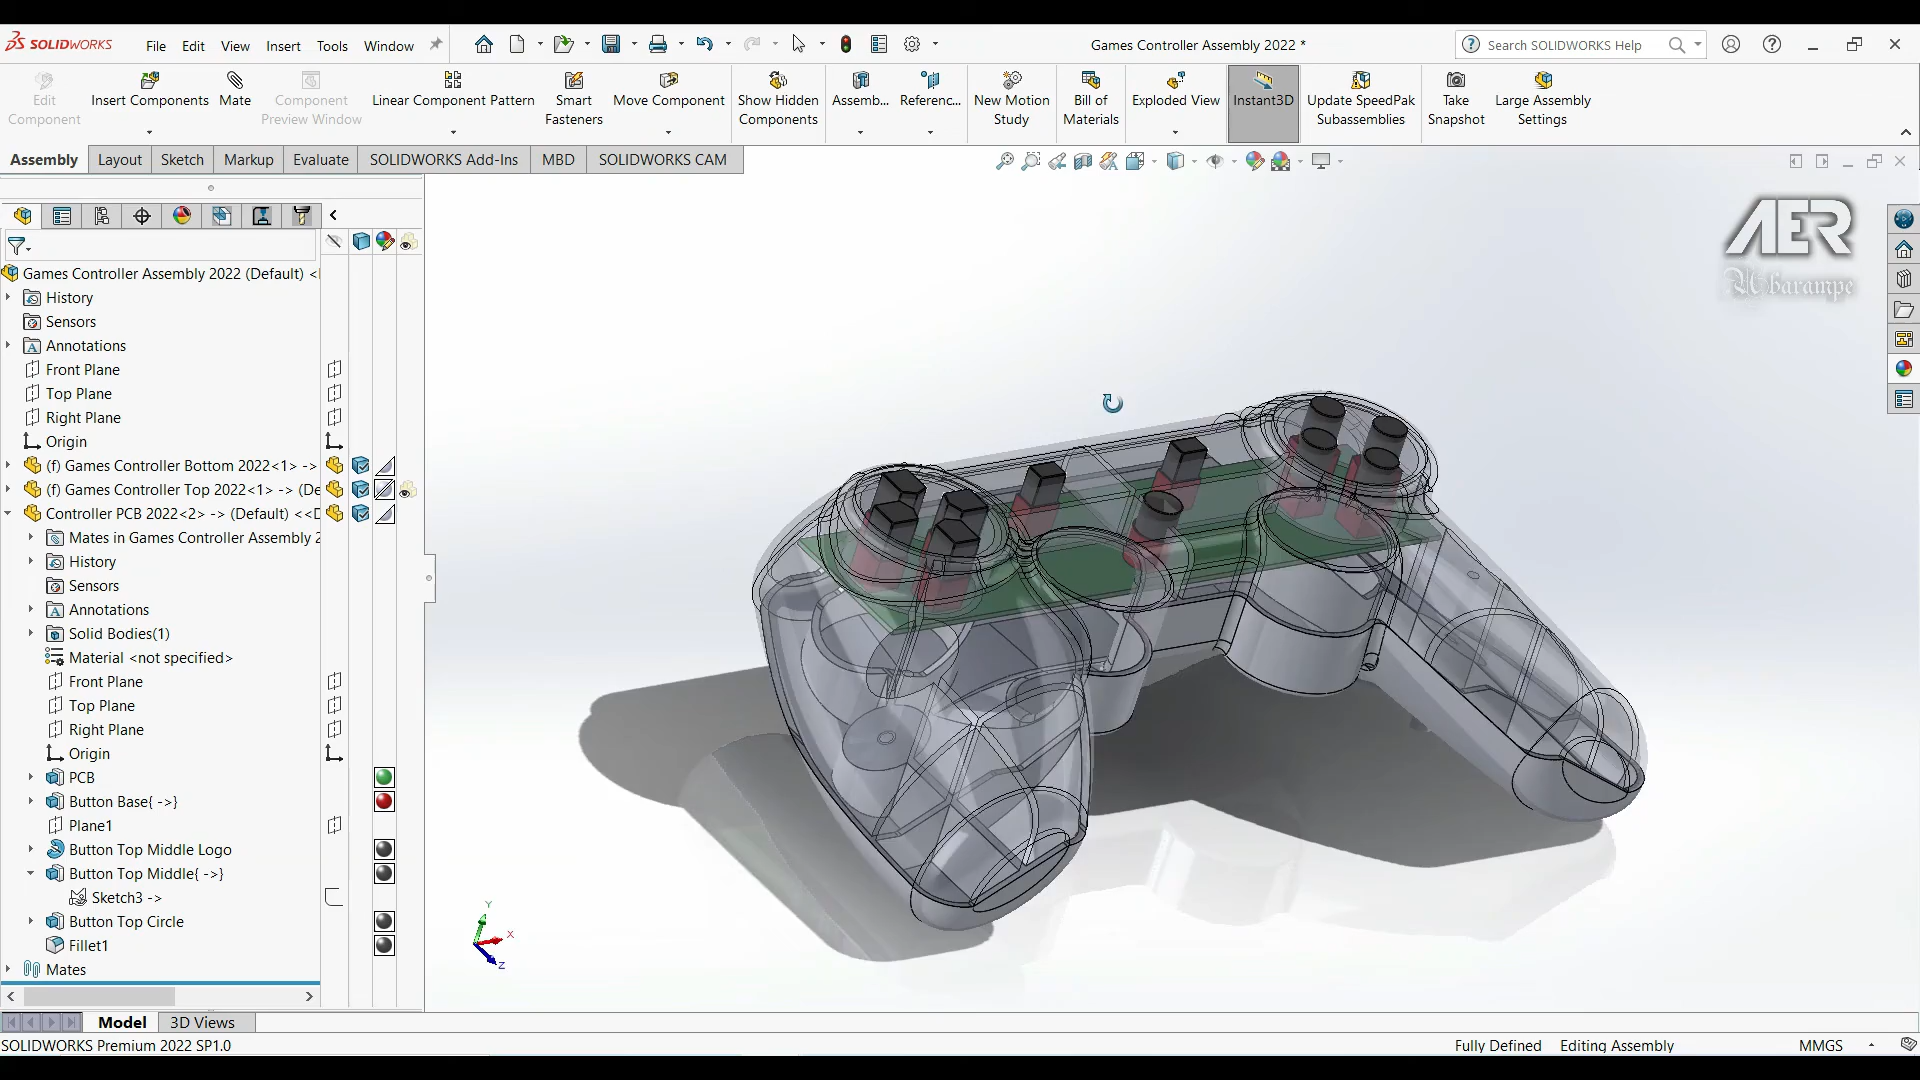 SOLIDWORKS
File Edit View Insert Tools Window
Games Controller Assembly 2022 *
Search SOLIDWORKS Help
Edit Component
Insert Components
Mate
Component Preview Window
Linear Component Pattern
Smart Fasteners
Move Component
Show Hidden Components
Assemb...
Referenc...
New Motion Study
Bill of Materials
Exploded View
Instant3D
Update SpeedPak Subassemblies
Take Snapshot
Large Assembly Settings
Assembly Layout Sketch Markup Evaluate SOLIDWORKS Add-Ins MBD SOLIDWORKS CAM
AER
Mbarampe
Games Controller Assembly 2022 (Default) <
History
Sensors
Annotations
Front Plane
Top Plane
Right Plane
Origin
(f) Games Controller Bottom 2022<1> ->
(f) Games Controller Top 2022<1> -> (De
Controller PCB 2022<2> -> (Default) <<D
Mates in Games Controller Assembly 2
History
Sensors
Annotations
Solid Bodies(1)
Material <not specified>
Front Plane
Top Plane
Right Plane
Origin
PCB
Button Base{ ->}
Plane1
Button Top Middle Logo
Button Top Middle{ ->}
Sketch3 ->
Button Top Circle
Fillet1
Mates
Y
X
Z
Model 3D Views
SOLIDWORKS Premium 2022 SP1.0
Fully Defined Editing Assembly MMGS